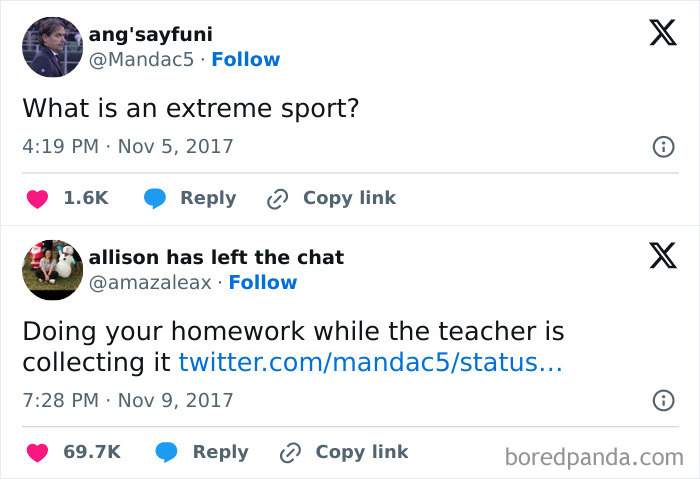 ang'sayfuni
@Mandac5 · Follow
What is an extreme sport?
4:19 PM · Nov 5, 2017
1.6K Reply Copy link
allison has left the chat
@amazaleax · Follow
Doing your homework while the teacher is
collecting it twitter.com/mandac5/status...
7:28 PM · Nov 9, 2017
69.7K Reply Copy link
boredpanda.com